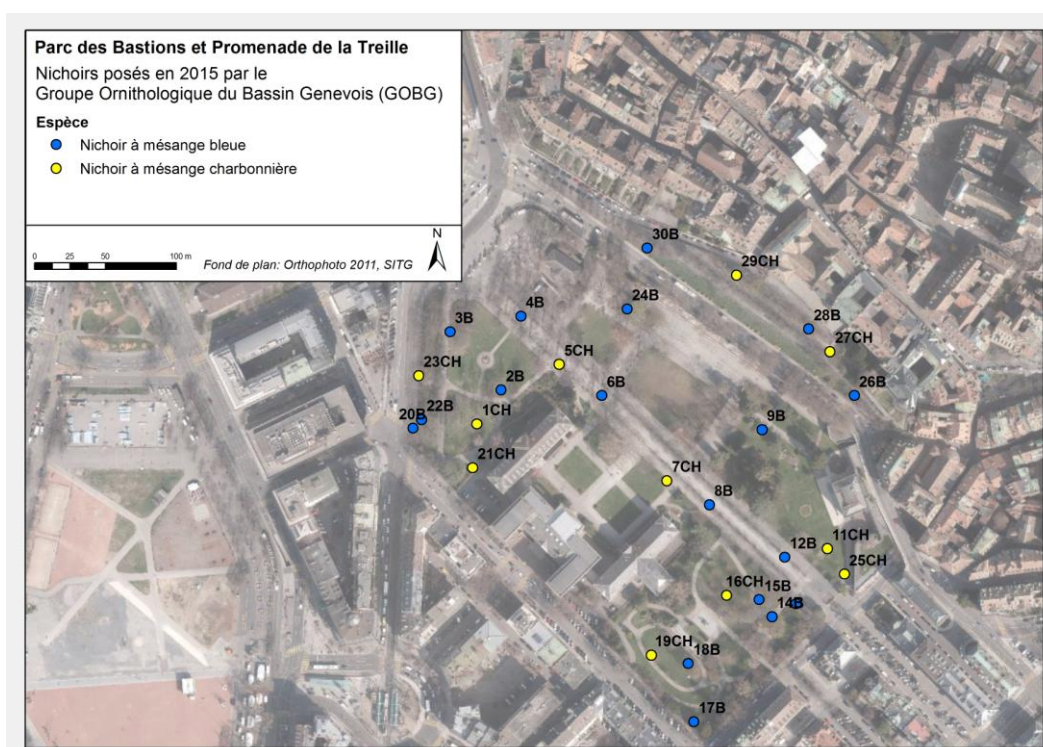 Parc des Bastions et Promenade de la Treille
Nichoirs posés en 2015 par le
Groupe Ornithologique du Bassin Genevois (GOBG)
Espèce
Nichoir à mésange bleue
Nichoir à mésange charbonnière
N
0 25 50 100 m
Fond de plan: Orthophoto 2011, SITG
30B
29CH
24B
4B
3B
28B
27CH
5CH
23CH
2B
6B
26B
22B
20B
1CH
9B
21CH
7CH
8B
11CH
12B
25CH
16CH
15B
14B
19CH
18B
17B